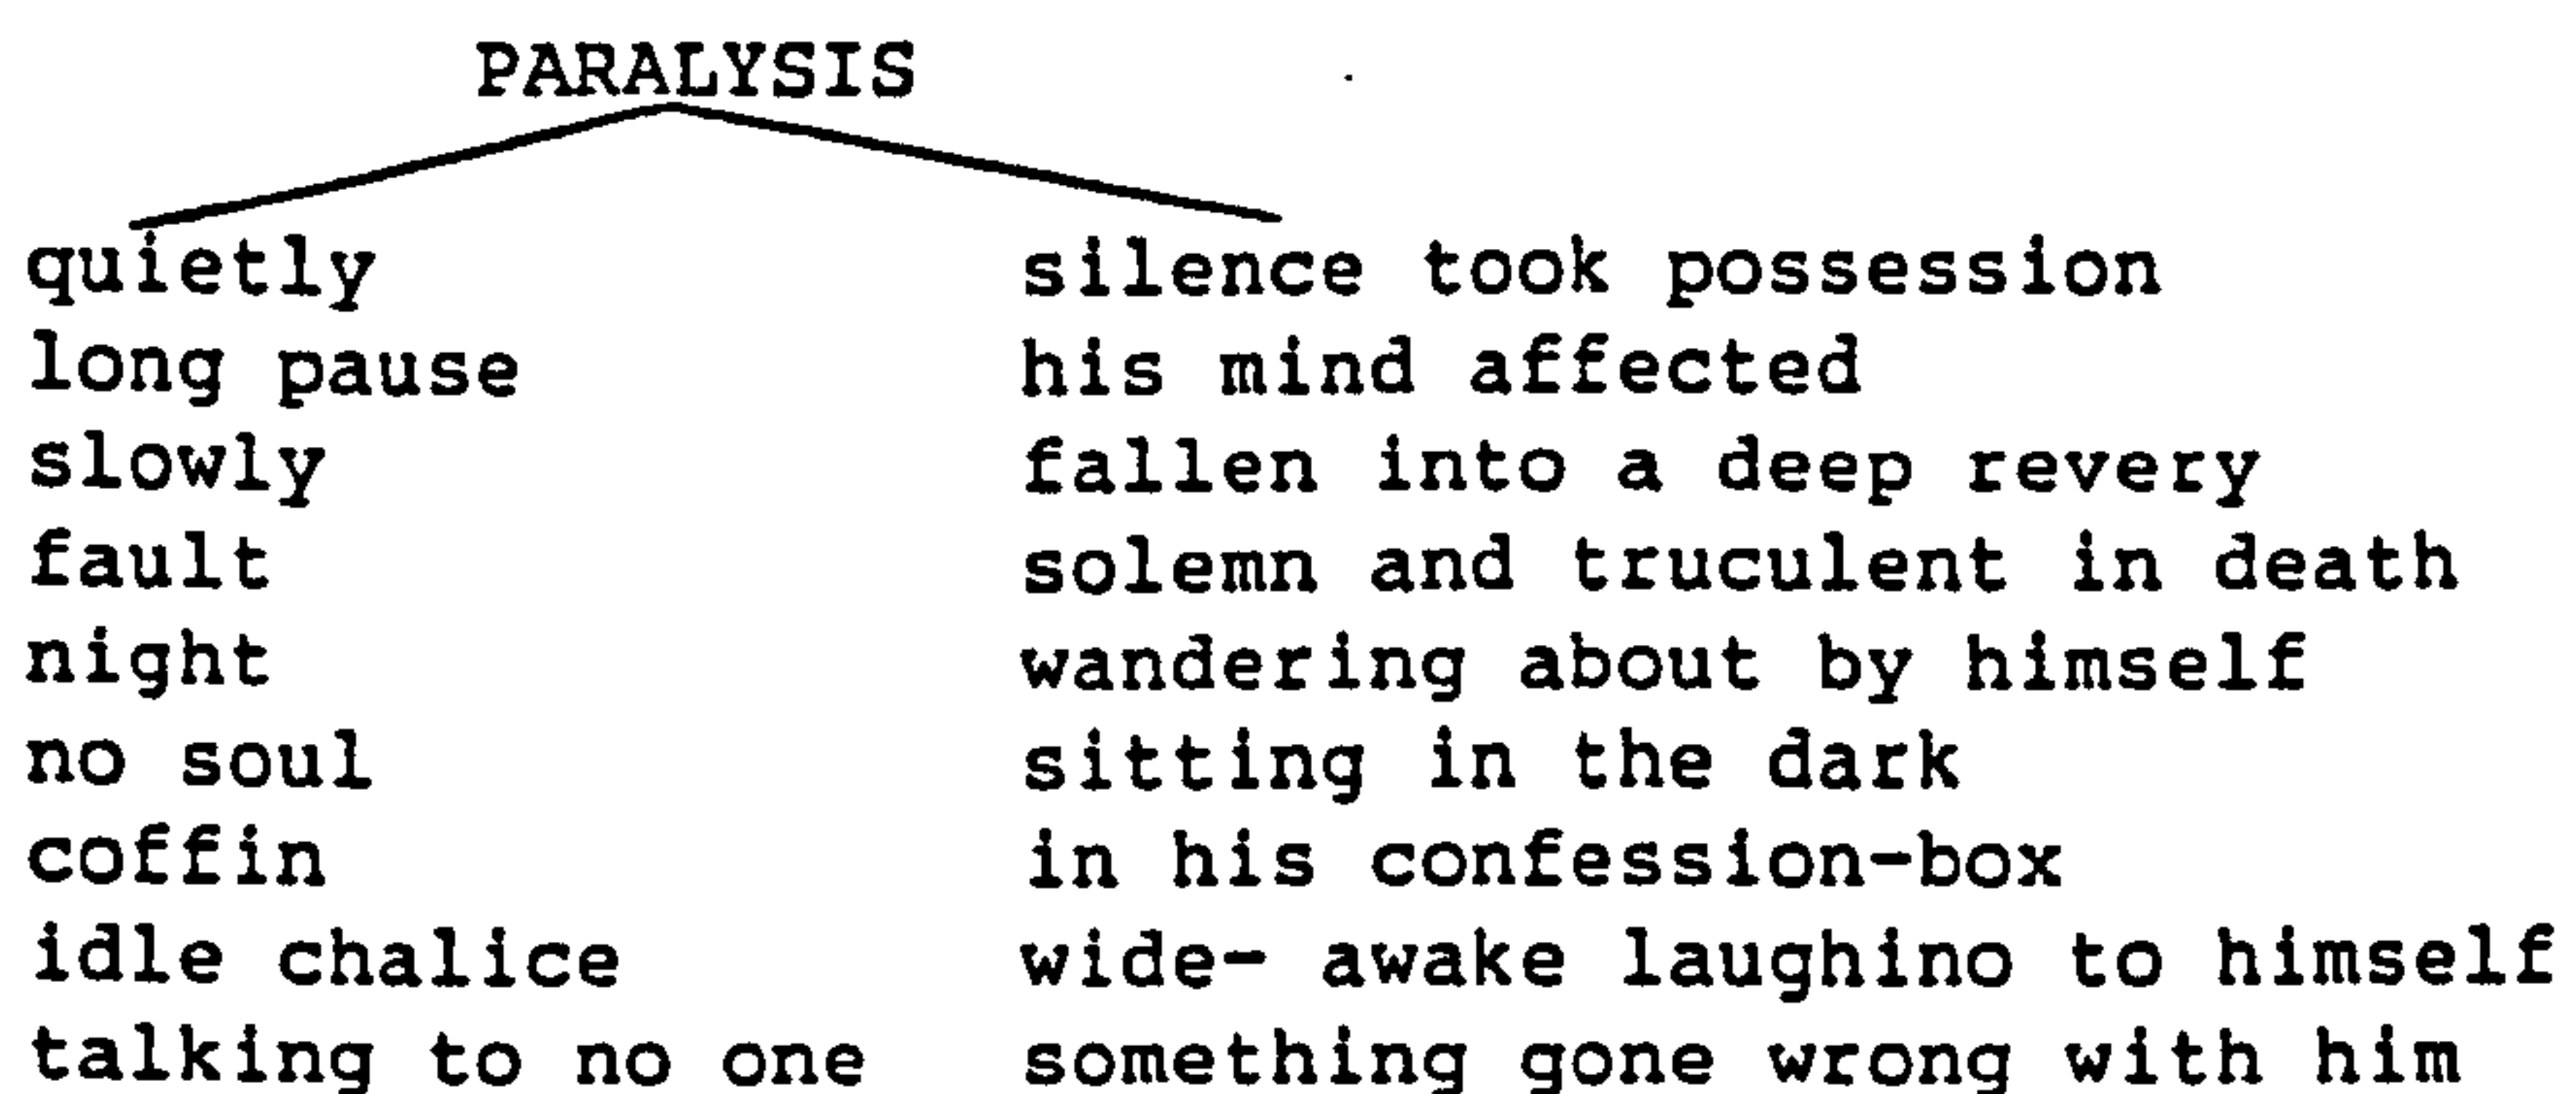 PARALYSIS
quietly silence took possession
long pause his mind affected
slowly fallen into a deep revery
fault solemn and truculent in death
night wandering about by himself
no soul sitting in the dark
coffin in his confession-box
idle chalice wide- awake laughino to himself
talking to no one something gone wrong with him